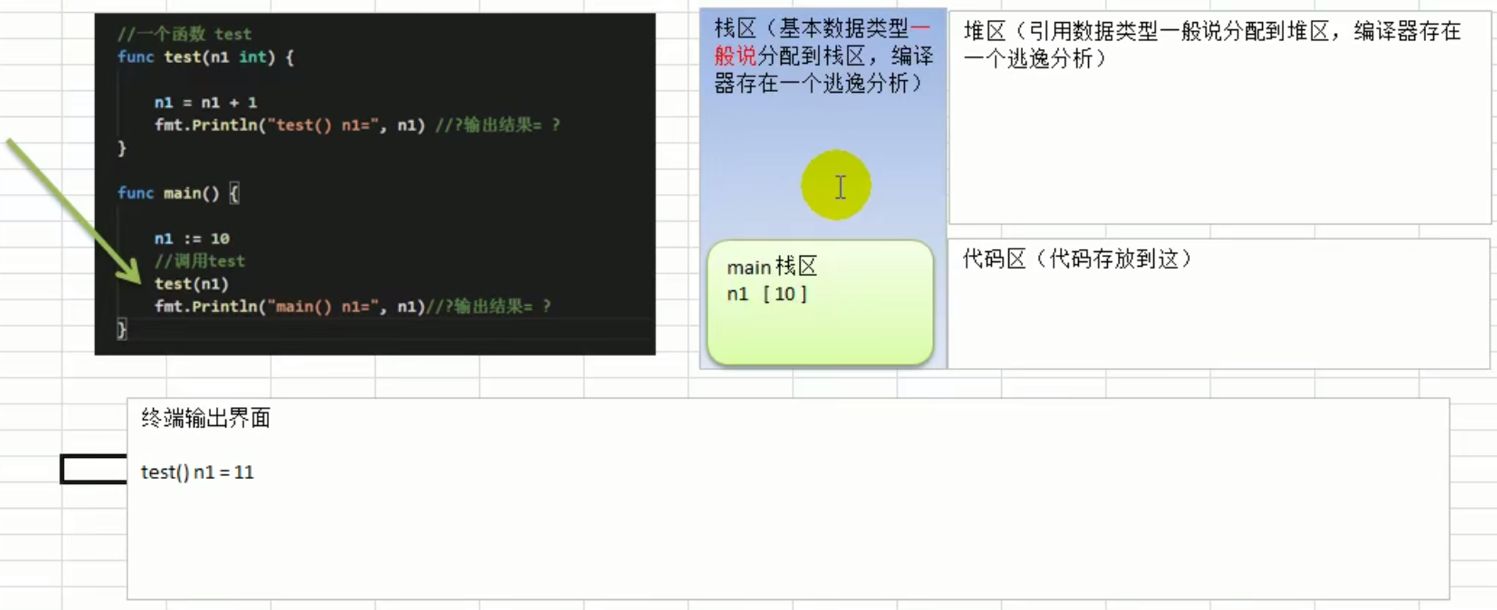 //一个函数 test
func test(n1 int) {
n1 = n1 + 1
fmt.Println("test() n1=", n1) //?输出结果= ?
}
func main() {
n1 := 10
//调用test
test(n1)
fmt.Println("main() n1=", n1)//?输出结果= ?
}
栈区（基本数据类型一
般说分配到栈区，编译
器存在一个逃逸分析）
main 栈区
n1 [ 10 ]
堆区（引用数据类型一般说分配到堆区，编译器存在
一个逃逸分析）
代码区（代码存放到这）
终端输出界面
test() n1 = 11